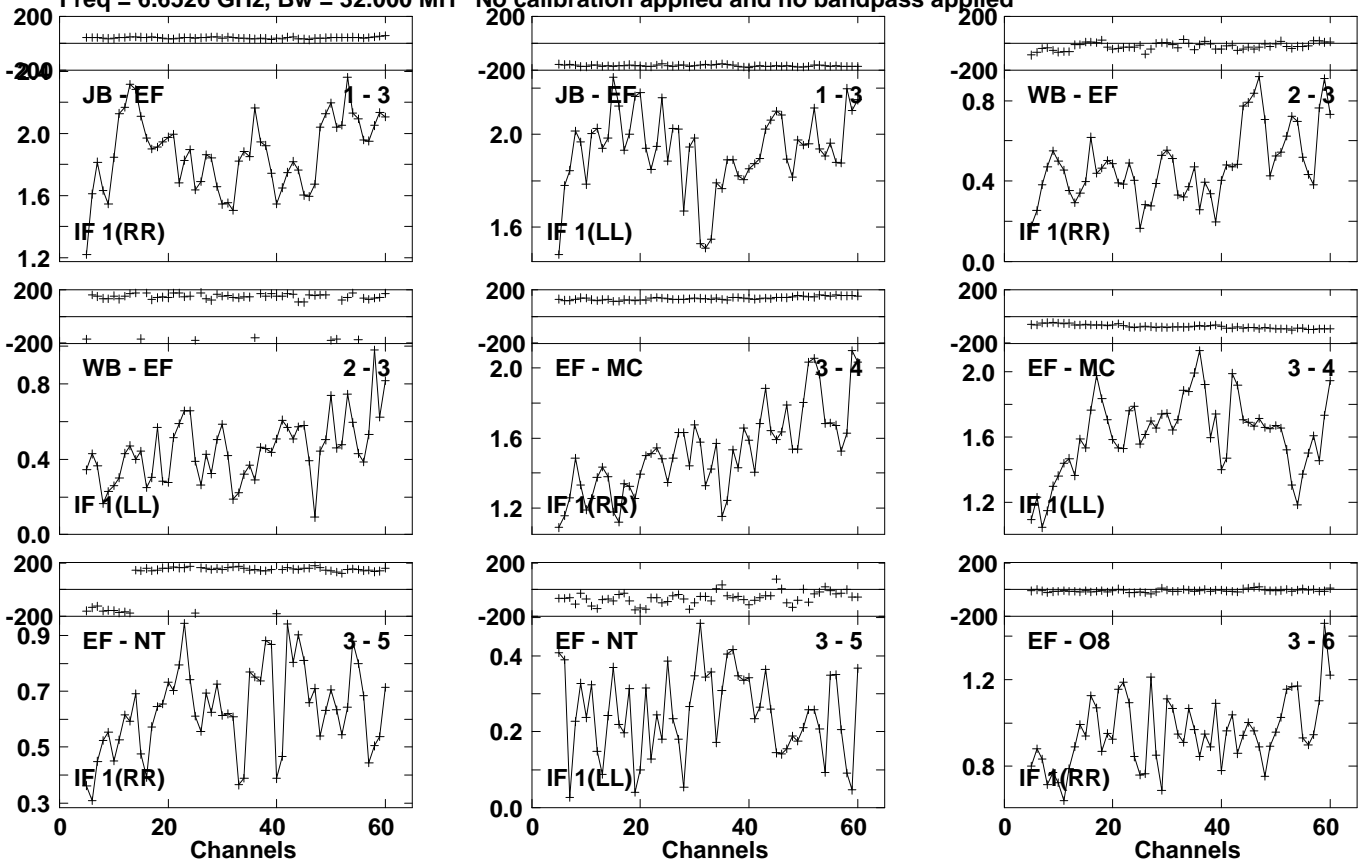 Freq = 6.6526 GHz, Bw = 32.000 MH No calibration applied and no bandpass applied
200 200 200
-200 -200 -200
2.4
JB - EF 1 - 3 JB - EF 1 - 3 WB - EF 2 - 3
0.8
2.0 2.0
1.6 0.4
1.6
IF 1(RR) IF 1(LL) IF 1(RR)
1.2 0.0
200 200 200
-200 -200 -200
WB - EF 2 - 3 EF - MC 3 - 4 EF - MC 3 - 4
0.8 2.0 2.0
0.4 1.6 1.6
IF 1(LL) IF 1(RR) IF 1(LL)
0.0 1.2 1.2
200 200 200
-200 -200 -200
0.9
EF - NT 3 - 5 EF - NT 3 - 5 EF - O8 3 - 6
0.4
0.7 1.2
0.5 0.2
IF 1(RR) IF 1(LL) IF 1(RR)
0.8
0.3 0.0
0 20 40 60 0 20 40 60 0 20 40 60
Channels Channels Channels